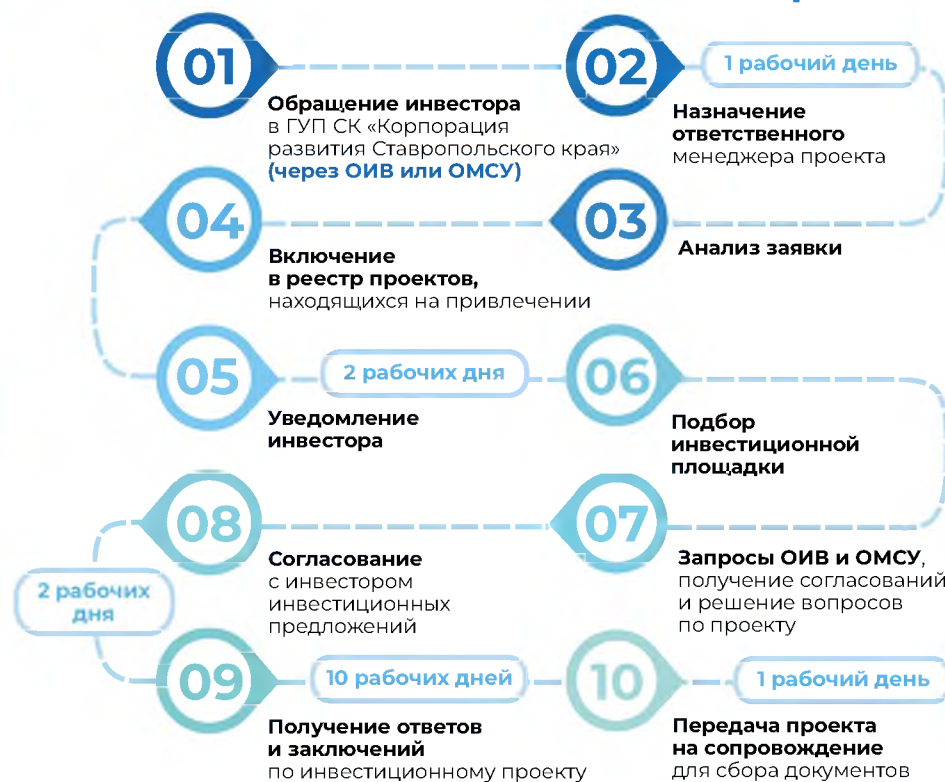 01
Обращение инвестора
в ГУП СК «Корпорация
развития Ставропольского края»
(через ОИВ или ОМСУ)
02
1 рабочий день
Назначение
ответственного
менеджера проекта
03
Анализ заявки
04
Включение
в реестр проектов,
находящихся на привлечении
05
2 рабочих дня
Уведомление
инвестора
06
Подбор
инвестиционной
площадки
07
Запросы ОИВ и ОМСУ,
получение согласований
и решение вопросов
по проекту
08
Согласование
с инвестором
инвестиционных
предложений
2 рабочих
дня
09
10 рабочих дней
Получение ответов
и заключений
по инвестиционному проекту
10
1 рабочий день
Передача проекта
на сопровождение
для сбора документов